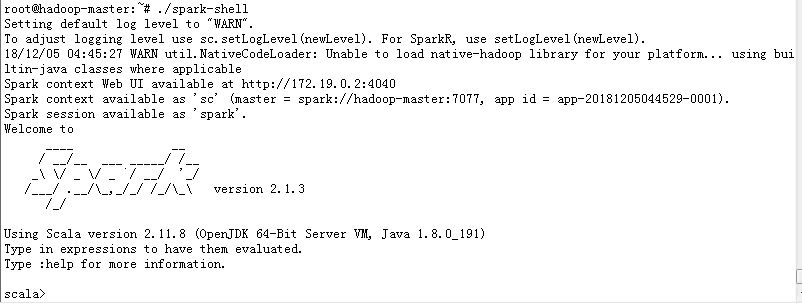 root@hadoop-master:~# ./spark-shell
Setting default log level to "WARN".
To adjust logging level use sc.setLogLevel(newLevel). For SparkR, use setLogLevel(newLevel).
18/12/05 04:45:27 WARN util.NativeCodeLoader: Unable to load native-hadoop library for your platform... using bui
ltin-java classes where applicable
Spark context Web UI available at http://172.19.0.2:4040
Spark context available as 'sc' (master = spark://hadoop-master:7077, app id = app-20181205044529-0001).
Spark session available as 'spark'.
Welcome to
      ____              __
     / __/__  ___ _____/ /__
    _\ \/ _ \/ _ `/ __/  '_/
   /___/ .__/\_,_/_/ /_/\_\   version 2.1.3
      /_/
Using Scala version 2.11.8 (OpenJDK 64-Bit Server VM, Java 1.8.0_191)
Type in expressions to have them evaluated.
Type :help for more information.
scala>